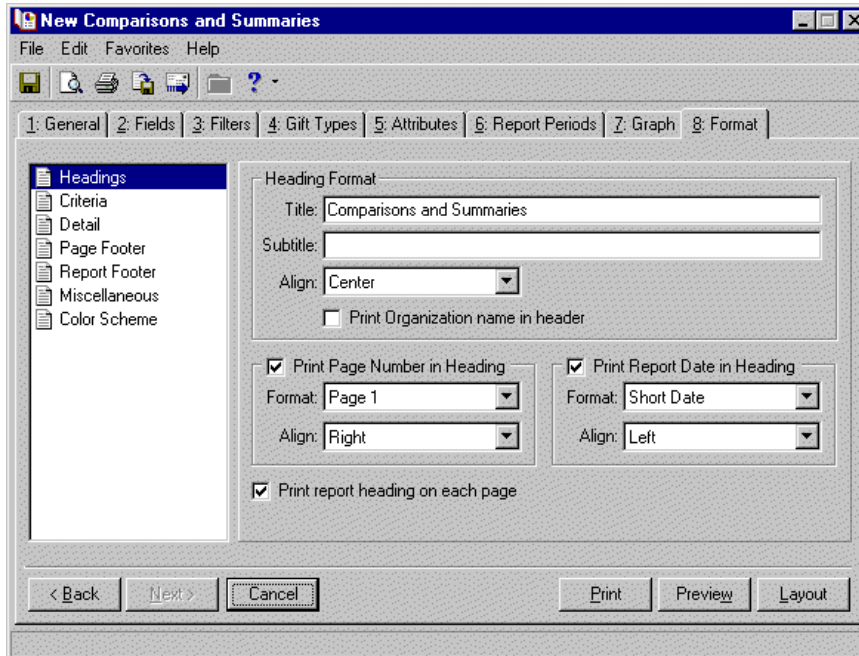 New Comparisons and Summaries
File Edit Favorites Help
1: General 2: Fields 3: Filters 4: Gift Types 5: Attributes 6: Report Periods 7: Graph 8: Format
Headings
Criteria
Detail
Page Footer
Report Footer
Miscellaneous
Color Scheme
Heading Format
Title: Comparisons and Summaries
Subtitle:
Align: Center
Print Organization name in header
Print Page Number in Heading
Format: Page 1
Align: Right
Print Report Date in Heading
Format: Short Date
Align: Left
Print report heading on each page
< Back Next > Cancel Print Preview Layout